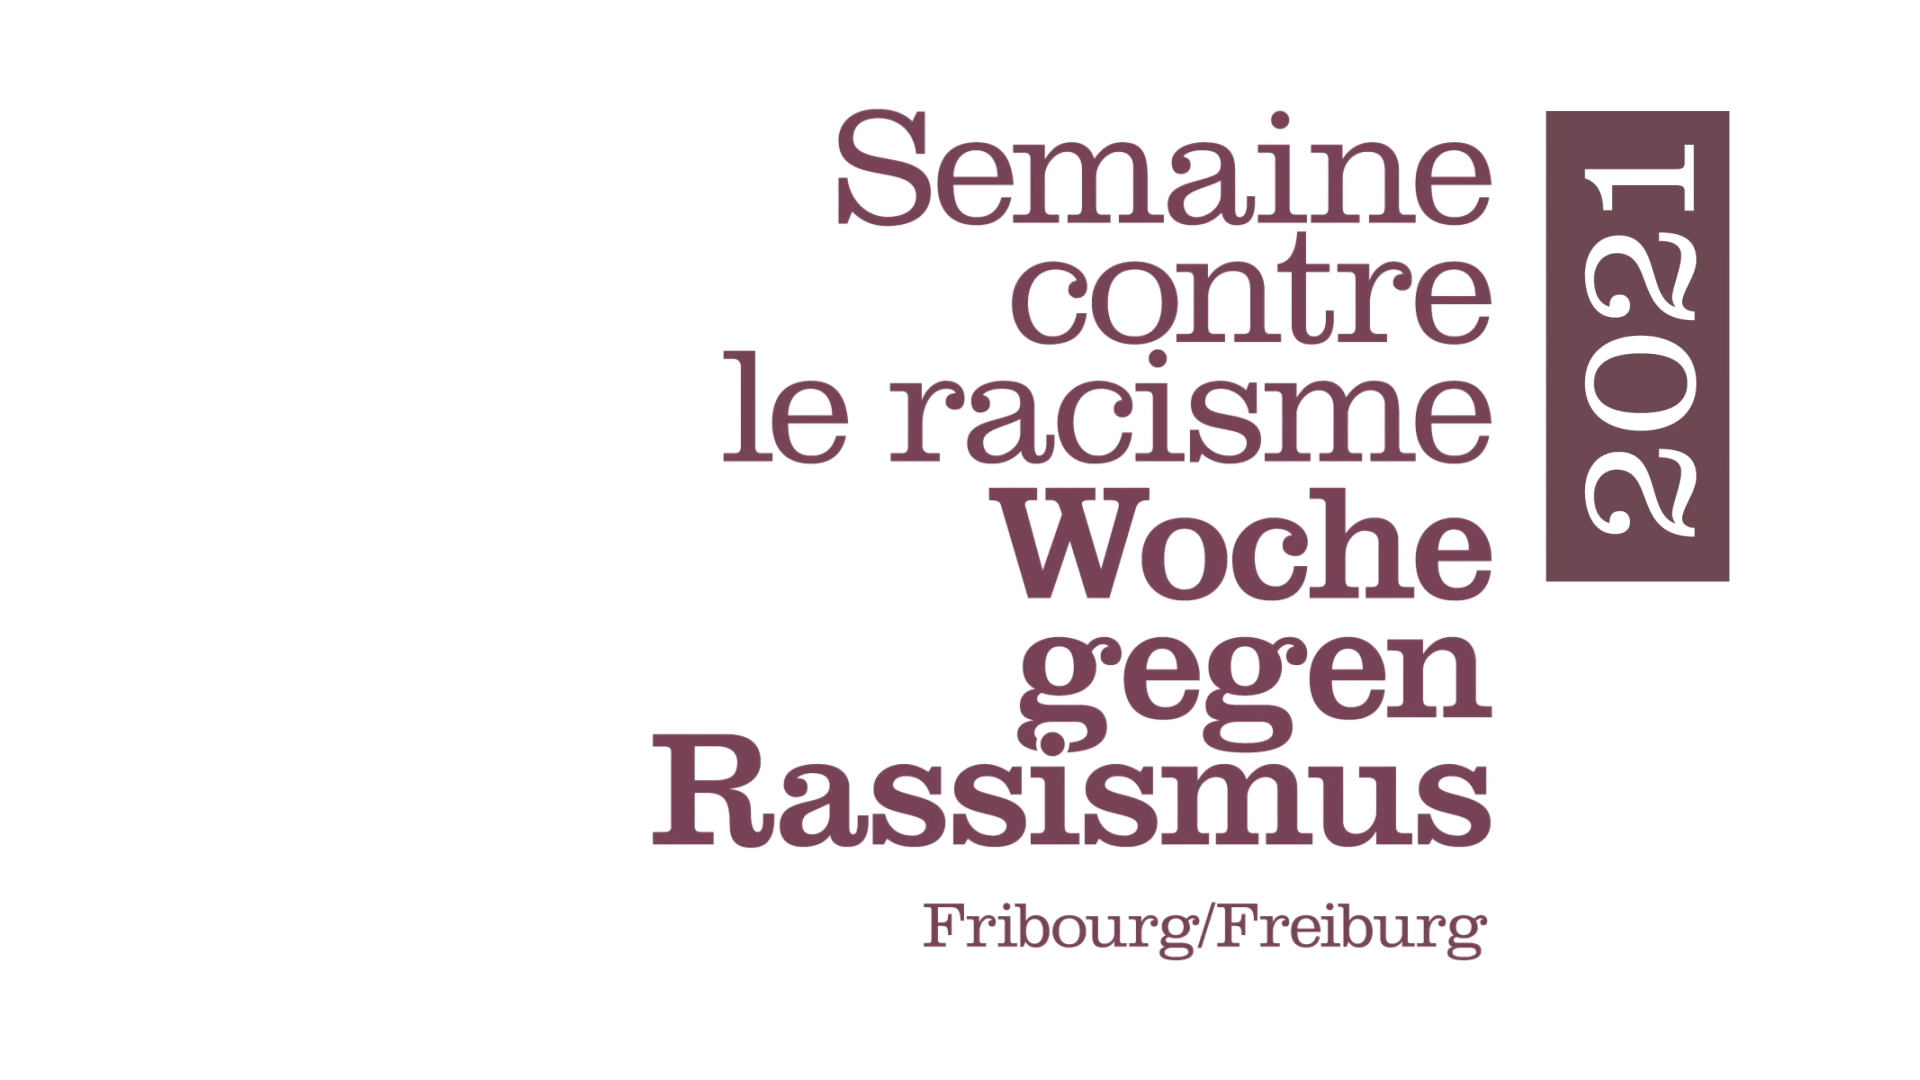 Semaine
contre
le racisme
Woche
gegen
Rassismus
Fribourg/Freiburg
2021